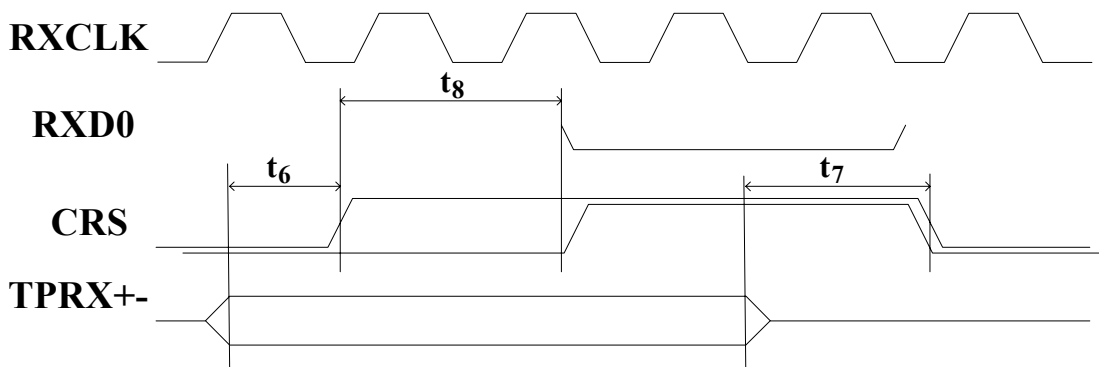 RXCLK
t8
RXD0
t6
t7
CRS
TPRX+-